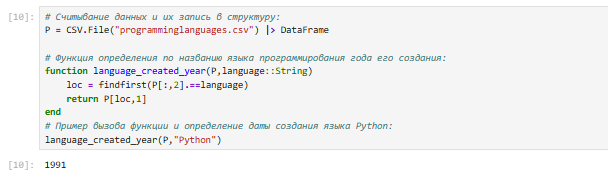 [10]: # Считывание данных и их запись в структуру:
P = CSV.File("programminglanguages.csv") |> DataFrame
# Функция определения по названию языка программирования года его создания:
function language_created_year(P,language::String)
loc = findfirst(P[:,2].==language)
return P[loc,1]
end
# Пример вызова функции и определение даты создания языка Python:
language_created_year(P,"Python")
[10]: 1991